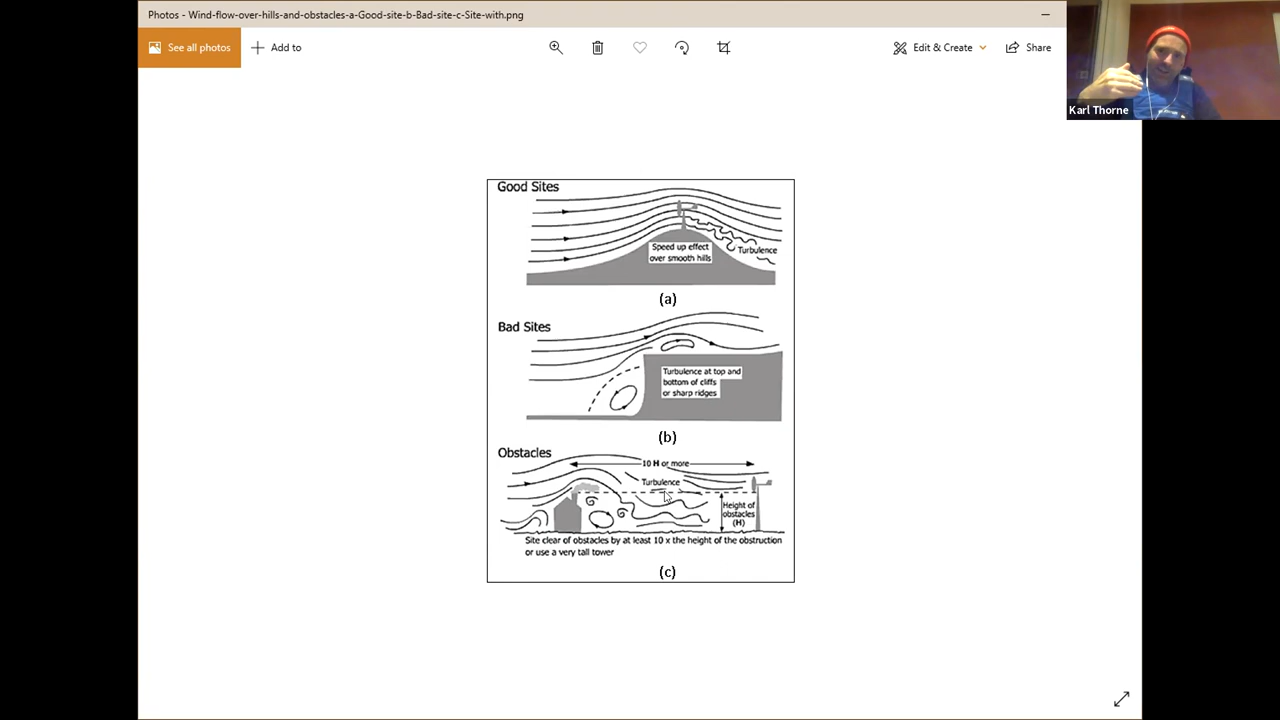 Photos - Wind-flow-over-hills-and-obstacles-a-Good-site-b-Bad-site-c-Site-with.png
See all photos
Add to
Edit & Create
Share
Karl Thorne
Good Sites
Speed up effect
over smooth hills
Turbulence
(a)
Bad Sites
Turbulence at top and
bottom of cliffs
or sharp ridges
(b)
Obstacles
10 H or more
Turbulence
Height of
obstacles
(H)
Site clear of obstacles by at least 10 x the height of the obstruction
or use a very tall tower
(c)